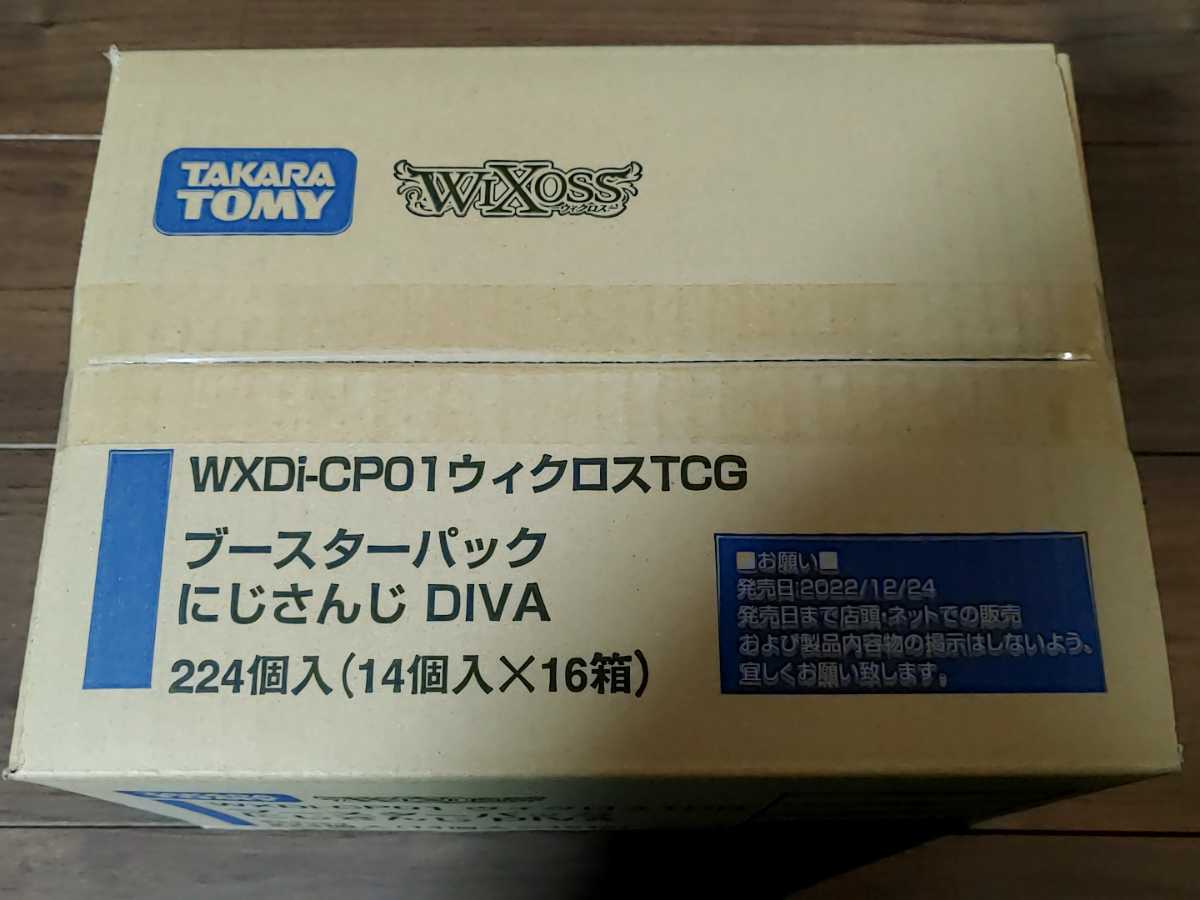 TAKARA
TOMY
WIXOSS
ウィクロス
WXDi-CP01ウィクロスTCG
ブースターパック
にじさんじ DIVA
224個入(14個入×16箱)
■お願い■
発売日:2022/12/24
発売日まで店頭・ネットでの販売
および製品内容物の掲示はしないよう、
宜しくお願い致します。